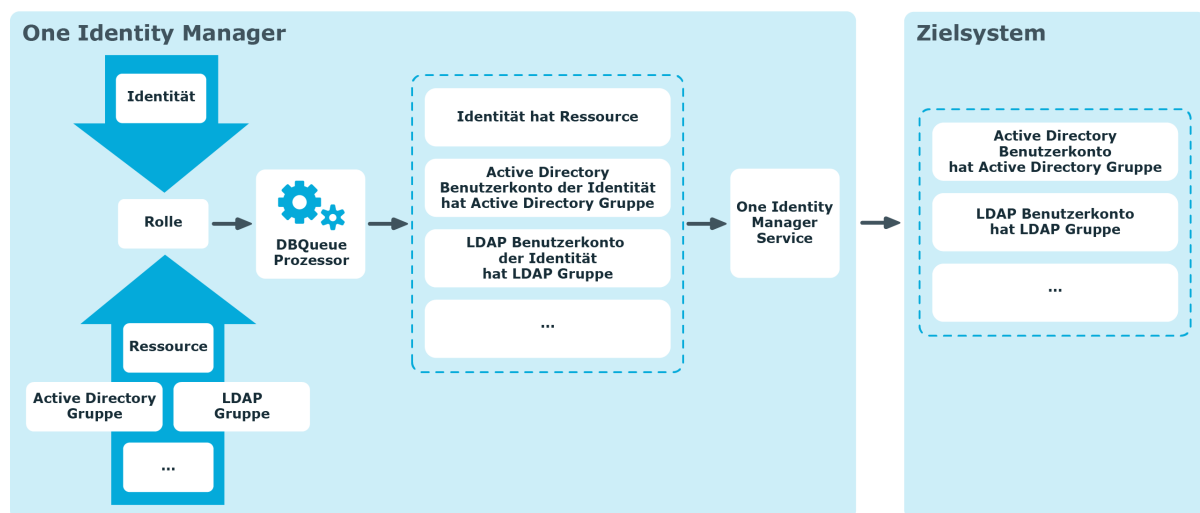 One Identity Manager
Identität
Rolle
Ressource
Active Directory
Gruppe
LDAP
Gruppe
...
DBQueue
Prozessor
Identität hat Ressource
Active Directory
Benutzerkonto der Identität
hat Active Directory Gruppe
LDAP Benutzerkonto
der Identität
hat LDAP Gruppe
...
One Identity
Manager
Service
Zielsystem
Active Directory
Benutzerkonto
hat Active Directory Gruppe
LDAP Benutzerkonto
hat LDAP Gruppe
...